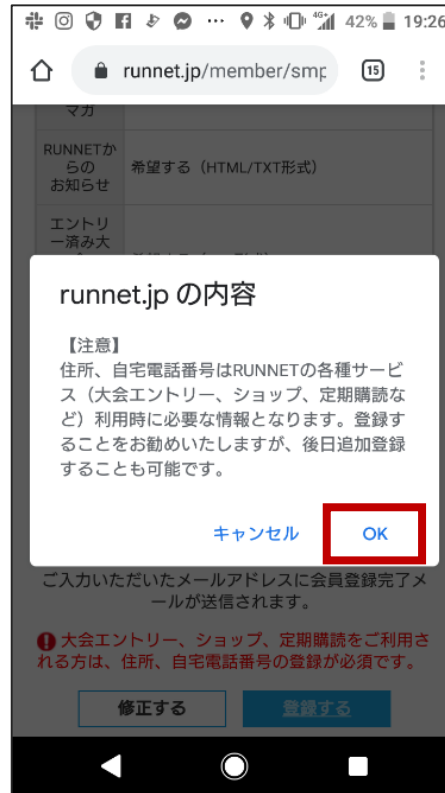 46 42% 19:26
runnet.jp/member/smp 15
マガ
RUNNETか
らの
お知らせ
希望する（HTML/TXT形式）
エントリ
ー済み大
runnet.jp の内容
【注意】
住所、自宅電話番号はRUNNETの各種サービ
ス（大会エントリー、ショップ、定期購読な
ど）利用時に必要な情報となります。登録す
ることをお勧めいたしますが、後日追加登録
することも可能です。
キャンセル OK
ご入力いただいたメールアドレスに会員登録完了メ
ールが送信されます。
大会エントリー、ショップ、定期購読をご利用さ
れる方は、住所、自宅電話番号の登録が必須です。
修正する 登録する